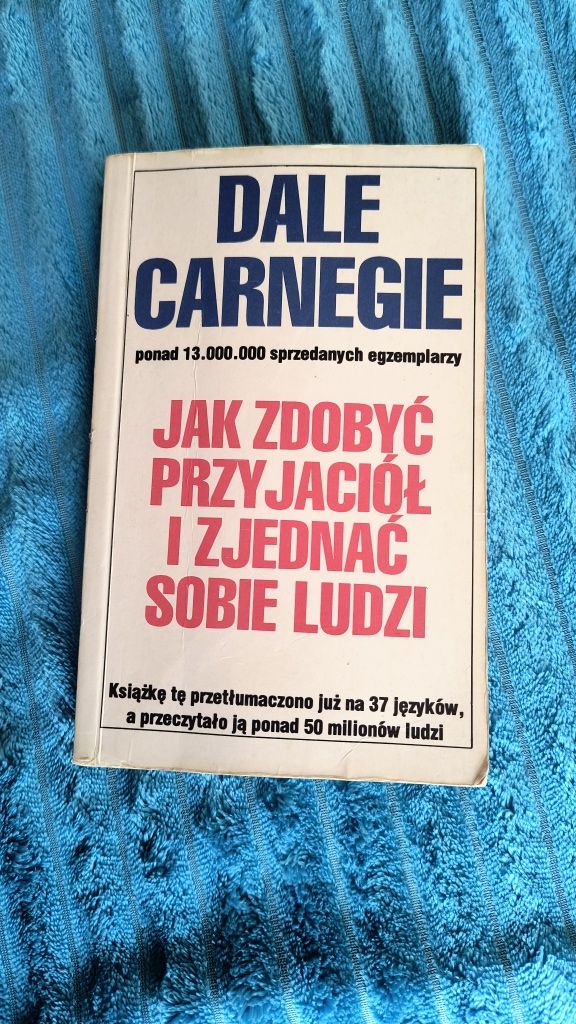 DALE
CARNEGIE
ponad 13.000.000 sprzedanych egzemplarzy
JAK ZDOBYĆ
PRZYJACIÓŁ
I ZJEDNAĆ
SOBIE LUDZI
Książkę tę przetłumaczono już na 37 języków,
a przeczytało ją ponad 50 milionów ludzi